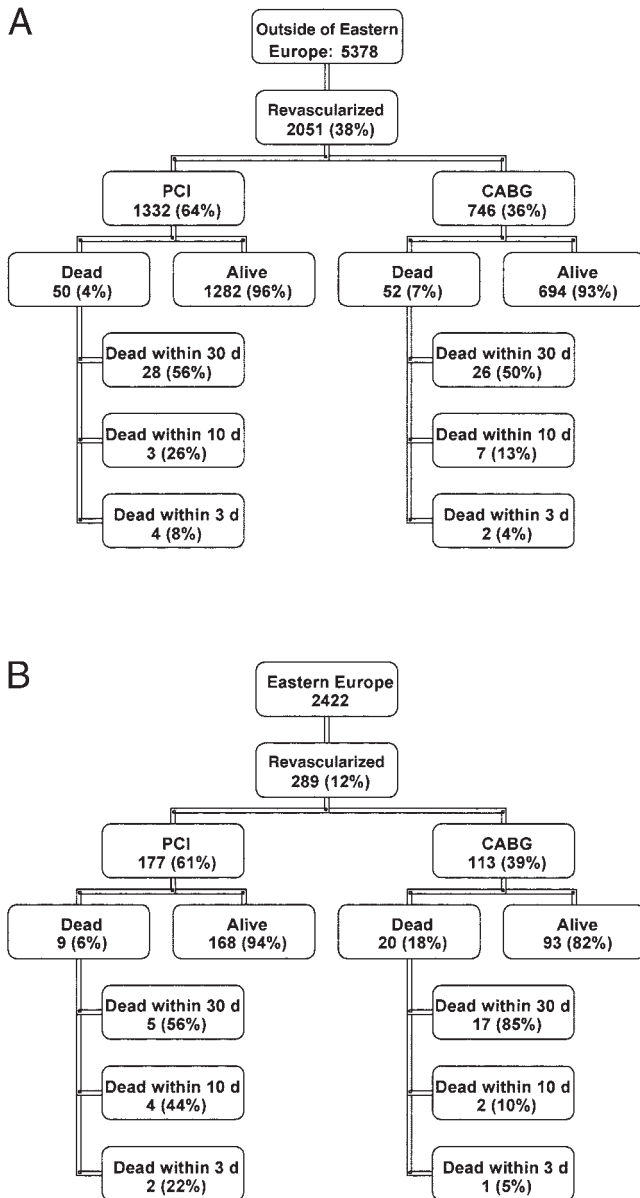 A
Outside of Eastern
Europe: 5378
Revascularized
2051 (38%)
PCI
1332 (64%)
CABG
746 (36%)
Dead
50 (4%)
Alive
1282 (96%)
Dead
52 (7%)
Alive
694 (93%)
Dead within 30 d
28 (56%)
Dead within 30 d
26 (50%)
Dead within 10 d
3 (26%)
Dead within 10 d
7 (13%)
Dead within 3 d
4 (8%)
Dead within 3 d
2 (4%)
B
Eastern Europe
2422
Revascularized
289 (12%)
PCI
177 (61%)
CABG
113 (39%)
Dead
9 (6%)
Alive
168 (94%)
Dead
20 (18%)
Alive
93 (82%)
Dead within 30 d
5 (56%)
Dead within 30 d
17 (85%)
Dead within 10 d
4 (44%)
Dead within 10 d
2 (10%)
Dead within 3 d
2 (22%)
Dead within 3 d
1 (5%)